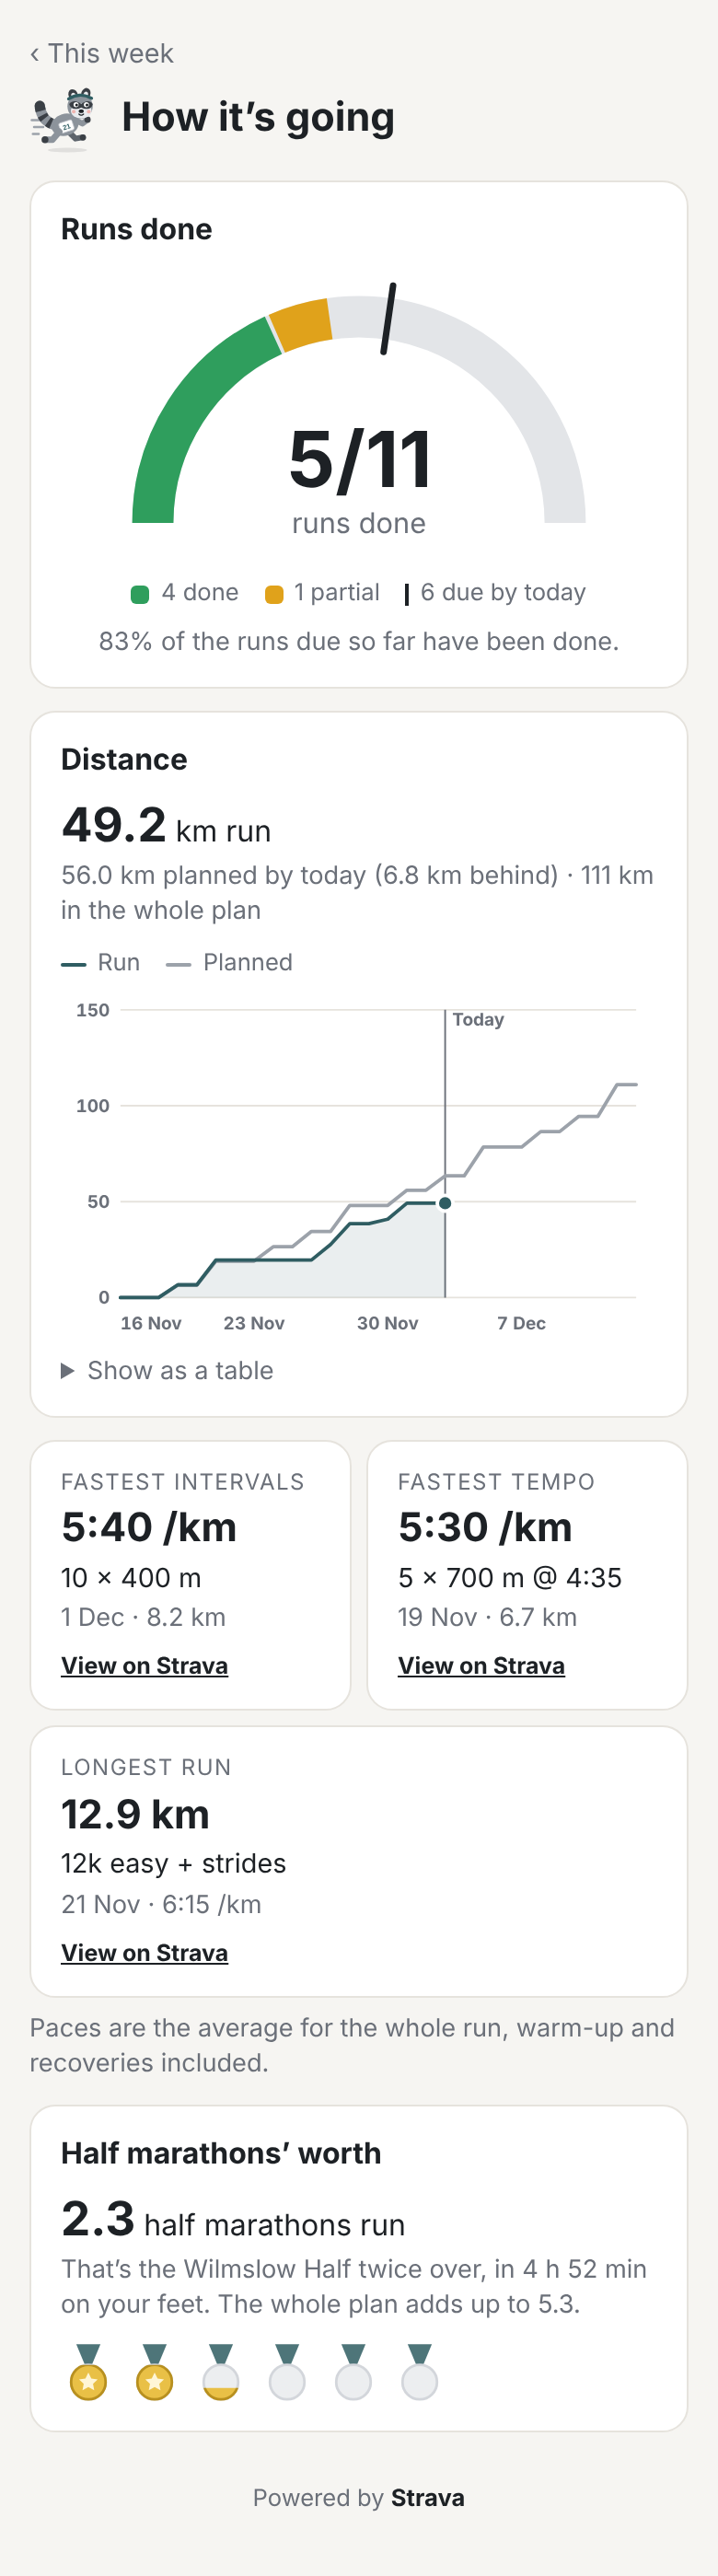 ‹ This week
21
How it’s going
Runs done
5/11
runs done
4 done 1 partial 6 due by today
83% of the runs due so far have been done.
Distance
49.2 km run
56.0 km planned by today (6.8 km behind) · 111 km
in the whole plan
Run Planned
150
Today
100
50
0
16 Nov 23 Nov 30 Nov 7 Dec
Show as a table
FASTEST INTERVALS
5:40 /km
10 × 400 m
1 Dec · 8.2 km
View on Strava
FASTEST TEMPO
5:30 /km
5 × 700 m @ 4:35
19 Nov · 6.7 km
View on Strava
LONGEST RUN
12.9 km
12k easy + strides
21 Nov · 6:15 /km
View on Strava
Paces are the average for the whole run, warm-up and
recoveries included.
Half marathons’ worth
2.3 half marathons run
That’s the Wilmslow Half twice over, in 4 h 52 min
on your feet. The whole plan adds up to 5.3.
Powered by Strava